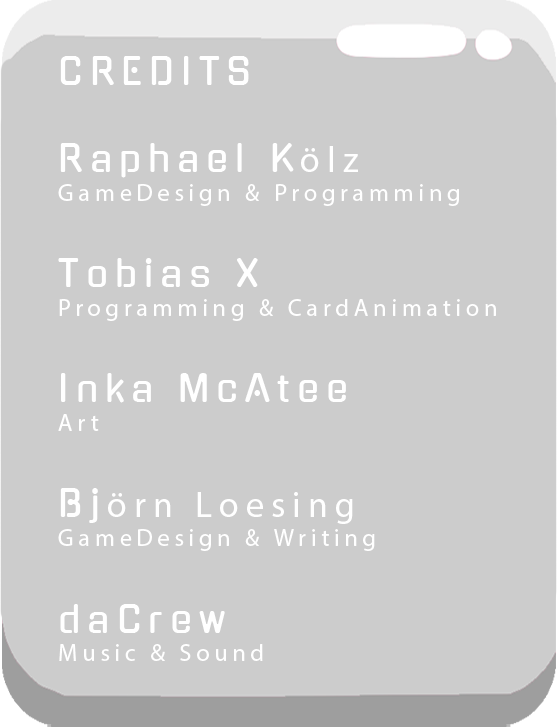 CREDITS
Raphael Kölz
GameDesign & Programming
Tobias X
Programming & CardAnimation
Inka McAtee
Art
Björn Loesing
GameDesign & Writing
daCrew
Music & Sound